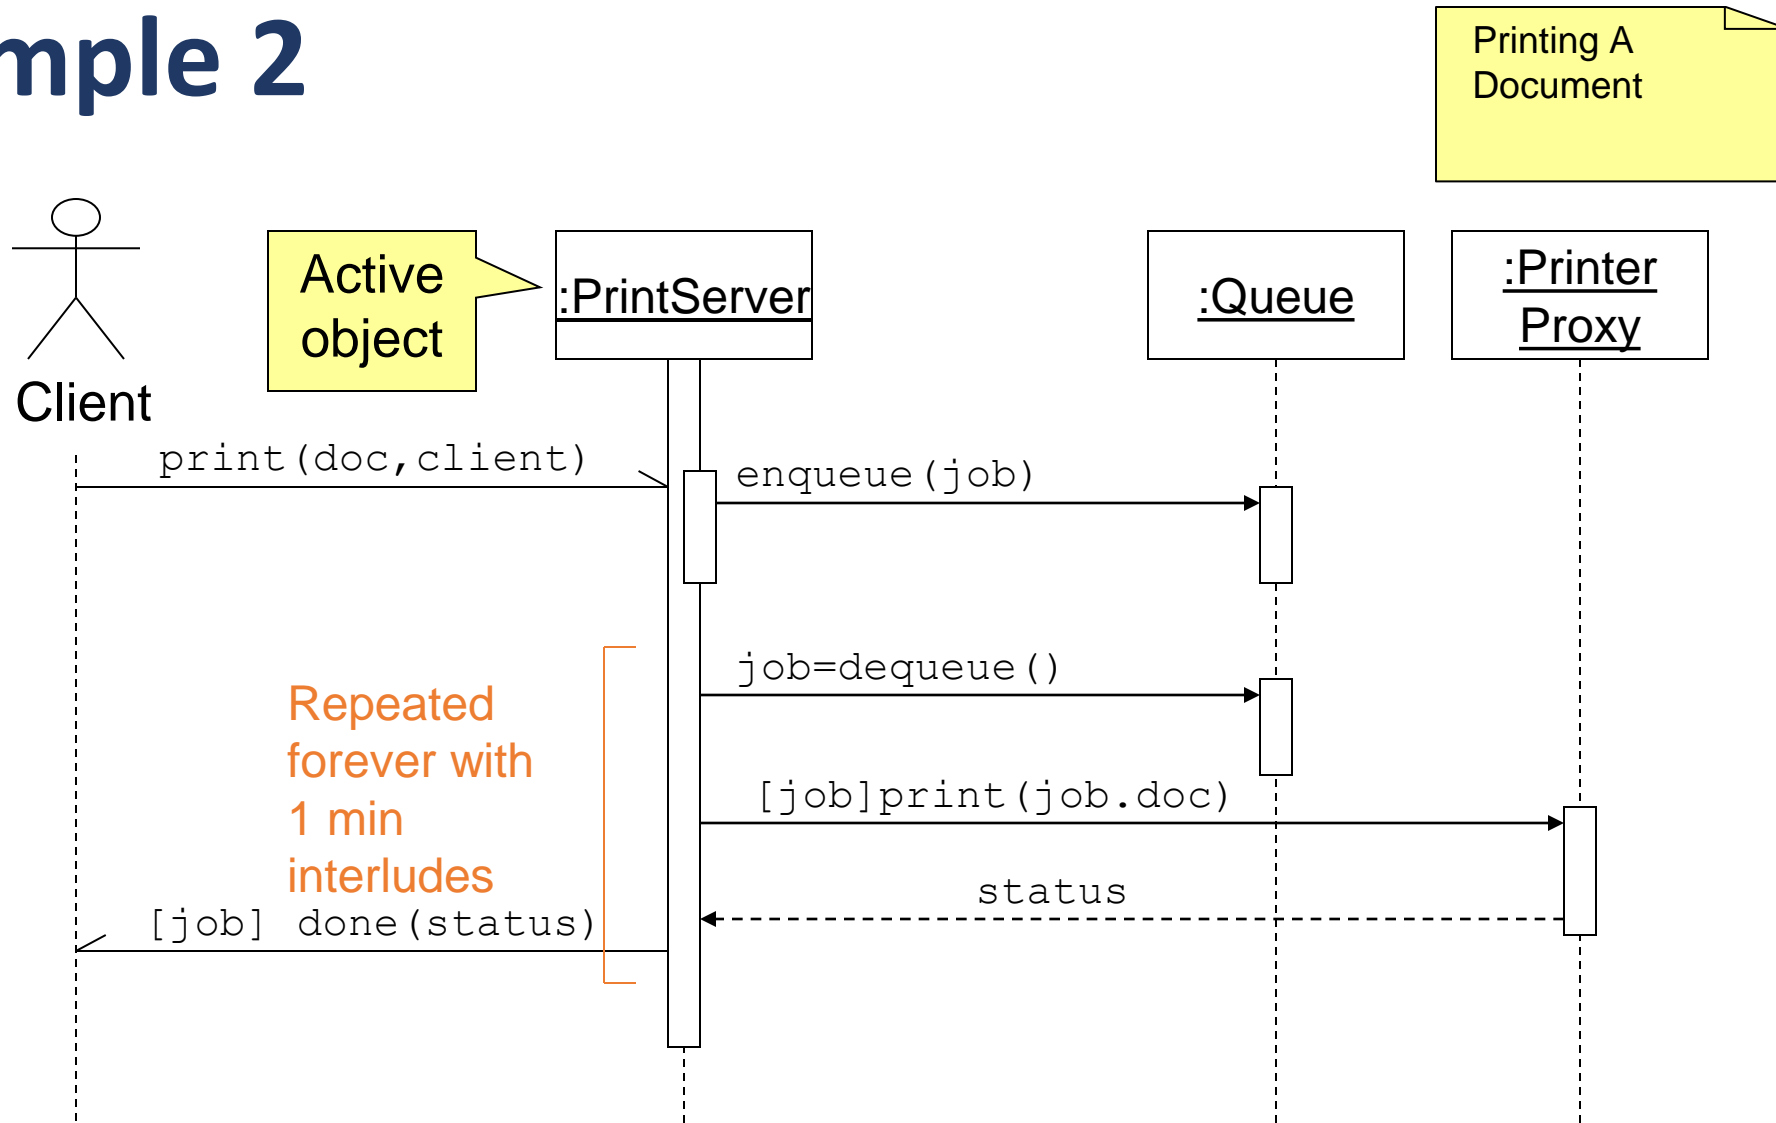 mple 2
Printing A
Document
Active
object
:PrintServer
:Queue
:Printer
Proxy
Client
print(doc,client)
enqueue(job)
job=dequeue()
Repeated
forever with
1 min
interludes
[job]print(job.doc)
status
[job] done(status)